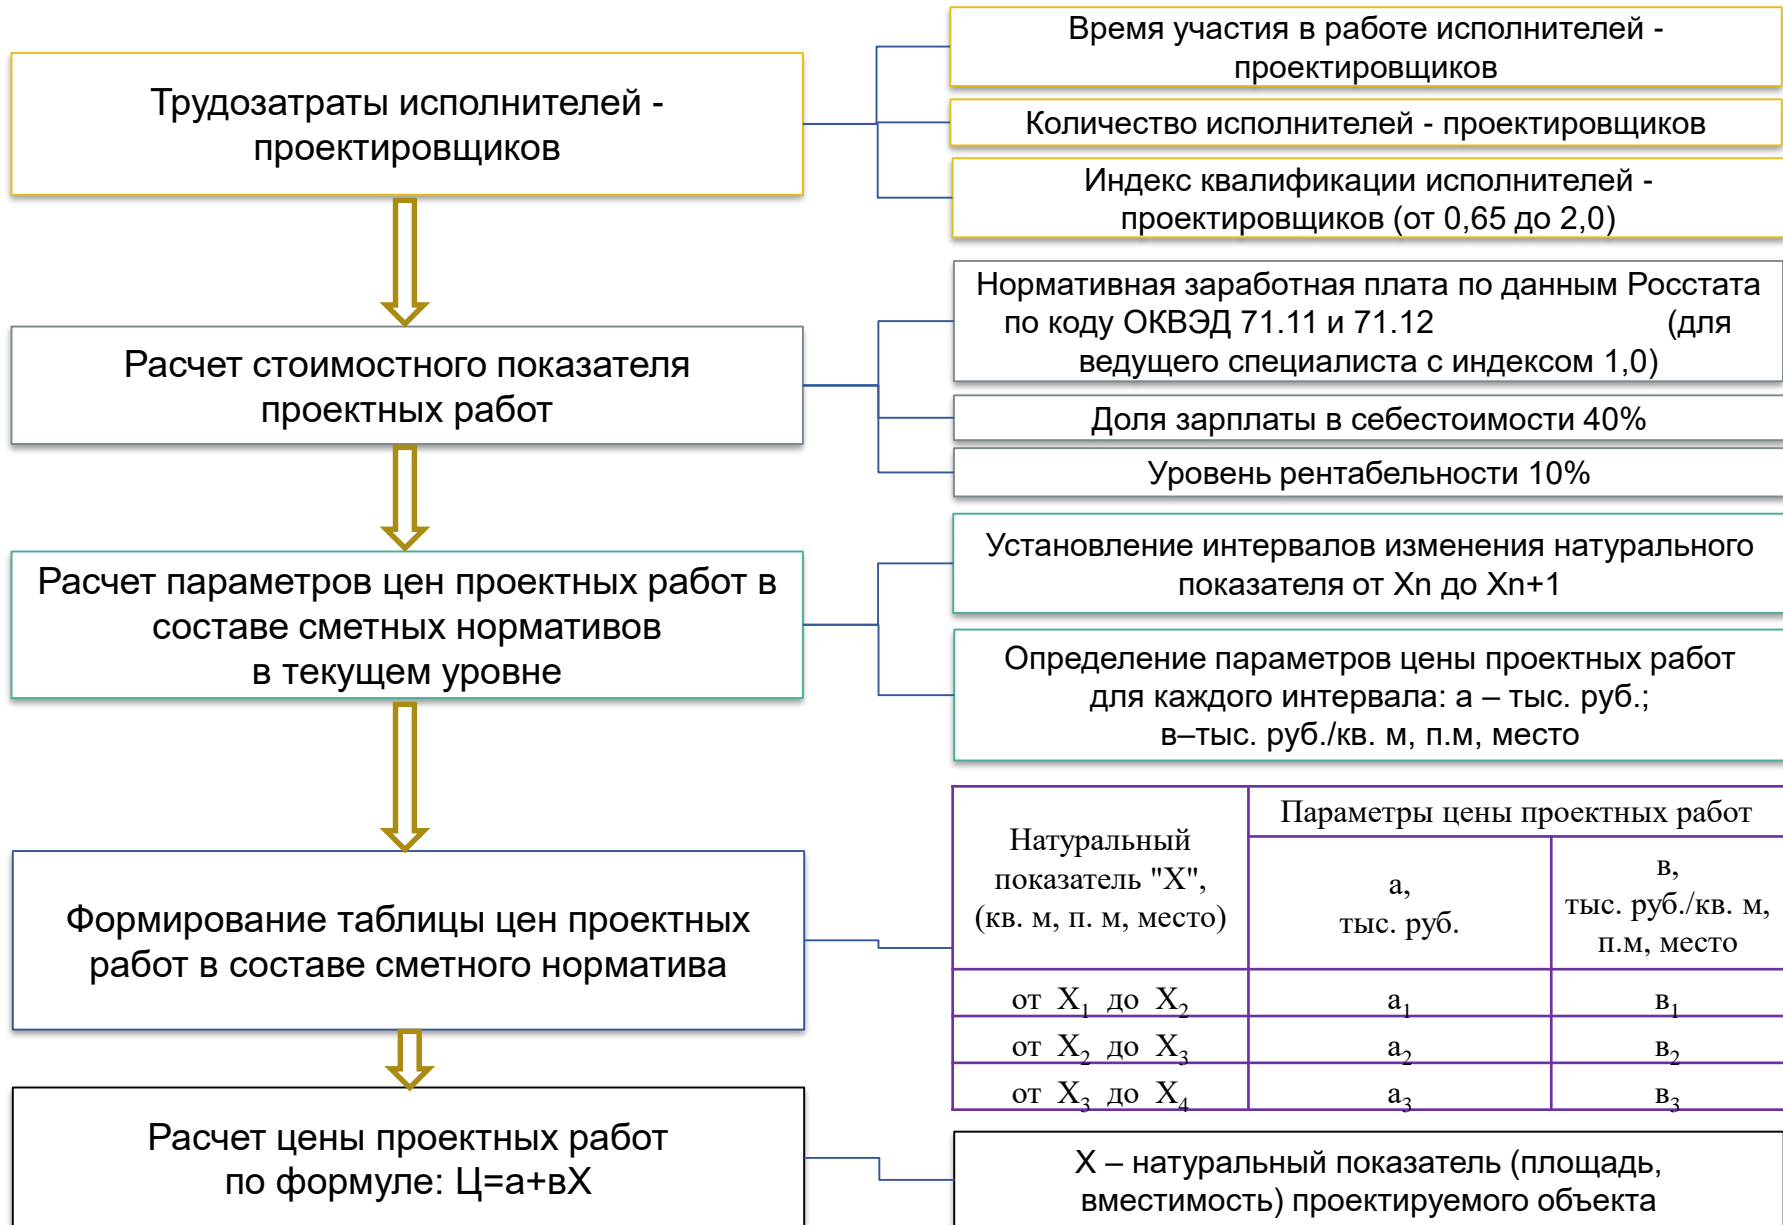 Трудозатраты исполнителей -
проектировщиков
Время участия в работе исполнителей -
проектировщиков
Количество исполнителей - проектировщиков
Индекс квалификации исполнителей -
проектировщиков (от 0,65 до 2,0)
Расчет стоимостного показателя
проектных работ
Нормативная заработная плата по данным Росстата
по коду ОКВЭД 71.11 и 71.12 (для
ведущего специалиста с индексом 1,0)
Доля зарплаты в себестоимости 40%
Уровень рентабельности 10%
Расчет параметров цен проектных работ в
составе сметных нормативов
в текущем уровне
Установление интервалов изменения натурального
показателя от Xn до Xn+1
Определение параметров цены проектных работ
для каждого интервала: а – тыс. руб.;
в–тыс. руб./кв. м, п.м, место
Формирование таблицы цен проектных
работ в составе сметного норматива
Натуральный
показатель "X",
(кв. м, п. м, место)
Параметры цены проектных работ
а,
тыс. руб.
в,
тыс. руб./кв. м,
п.м, место
от X₁ до X₂ а₁ в₁
от X₂ до X₃ а₂ в₂
от X₃ до X₄ а₃ в₃
Расчет цены проектных работ
по формуле: Ц=а+вХ
Х – натуральный показатель (площадь,
вместимость) проектируемого объекта